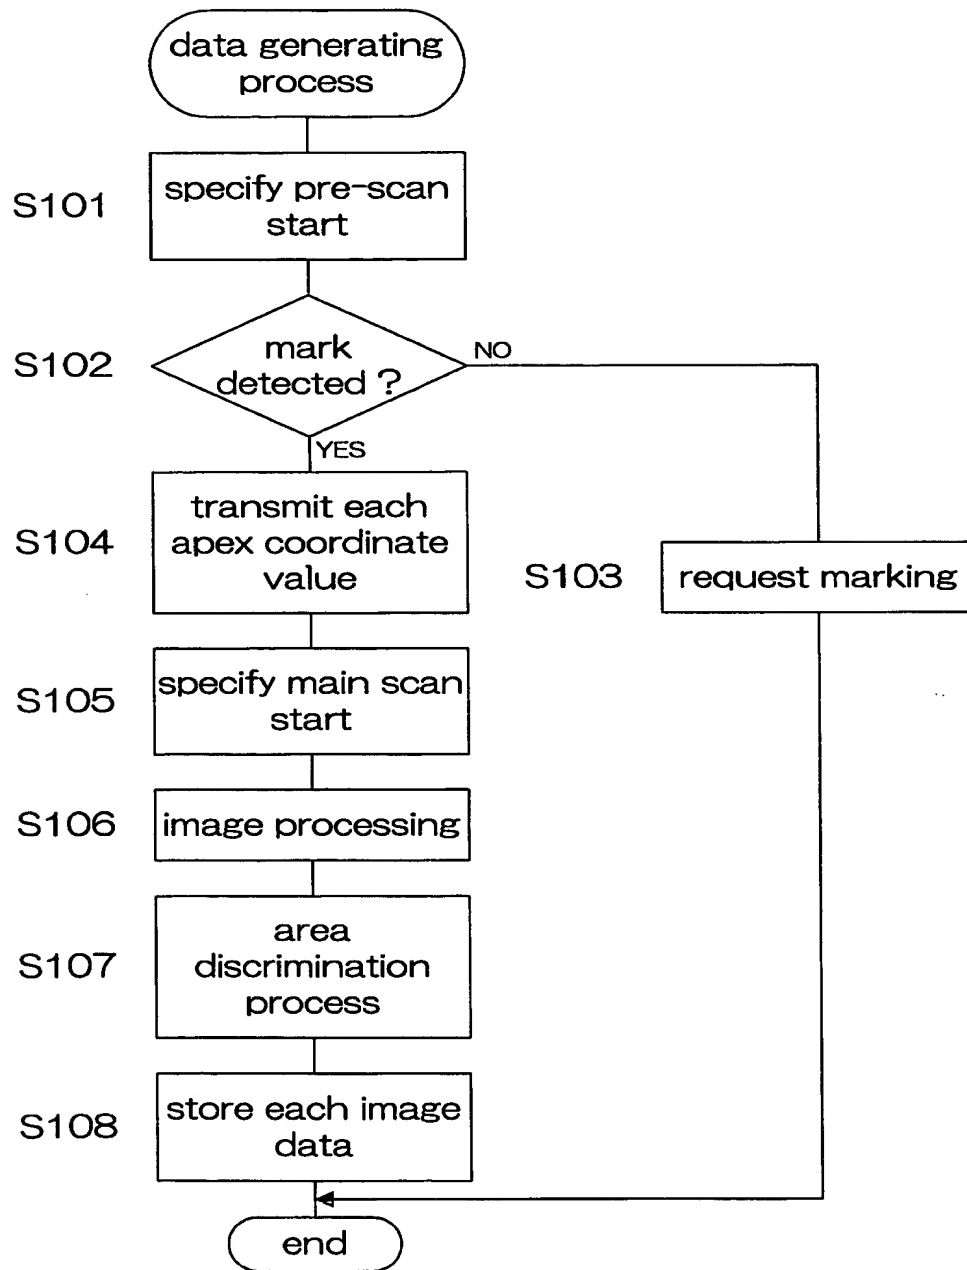 data generating
process
S101
specify pre-scan
start
S102
mark
detected ?
NO
YES
S104
transmit each
apex coordinate
value
S103
request marking
S105
specify main scan
start
S106
image processing
S107
area
discrimination
process
S108
store each image
data
end